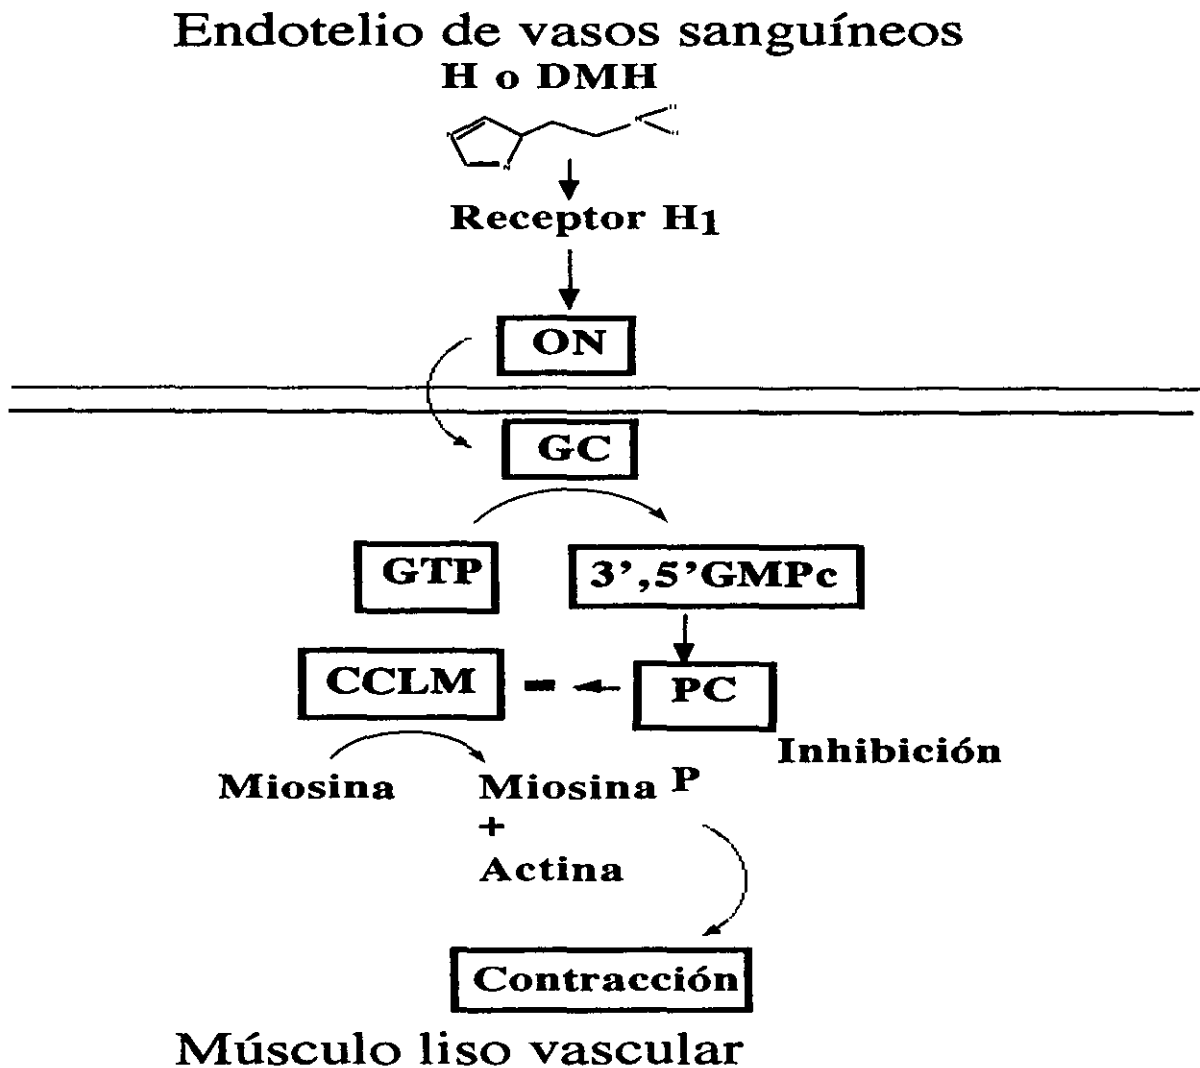 Endotelio de vasos sanguíneos
H o DMH
Receptor H1
ON
GC
GTP 3’,5’GMPc
CCLM PC
Inhibición
Miosina Miosina P
+
Actina
Contracción
Músculo liso vascular